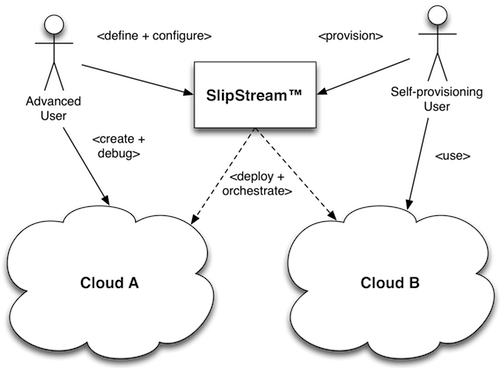 <define + configure>
<provision>
SlipStream™
Advanced
User
Self-provisioning
User
<create +
debug>
<deploy +
orchestrate>
<use>
Cloud A
Cloud B